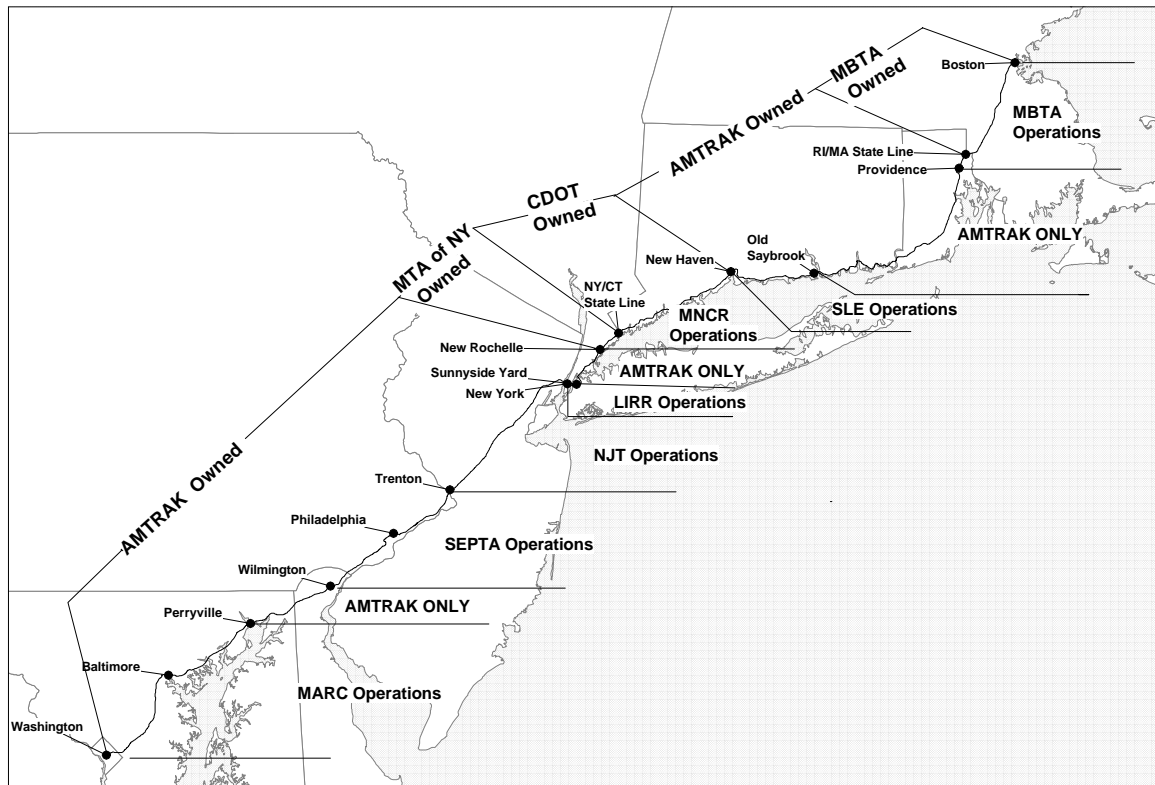 Boston
MBTA
Owned
MBTA
Operations
AMTRAK Owned
RI/MA State Line
Providence
CDOT
Owned
AMTRAK ONLY
MTA of NY
Owned
Old
Saybrook
New Haven
NY/CT
State Line
SLE Operations
MNCR
Operations
New Rochelle
AMTRAK ONLY
Sunnyside Yard
New York
LIRR Operations
AMTRAK Owned
NJT Operations
Trenton
Philadelphia
SEPTA Operations
Wilmington
AMTRAK ONLY
Perryville
Baltimore
MARC Operations
Washington